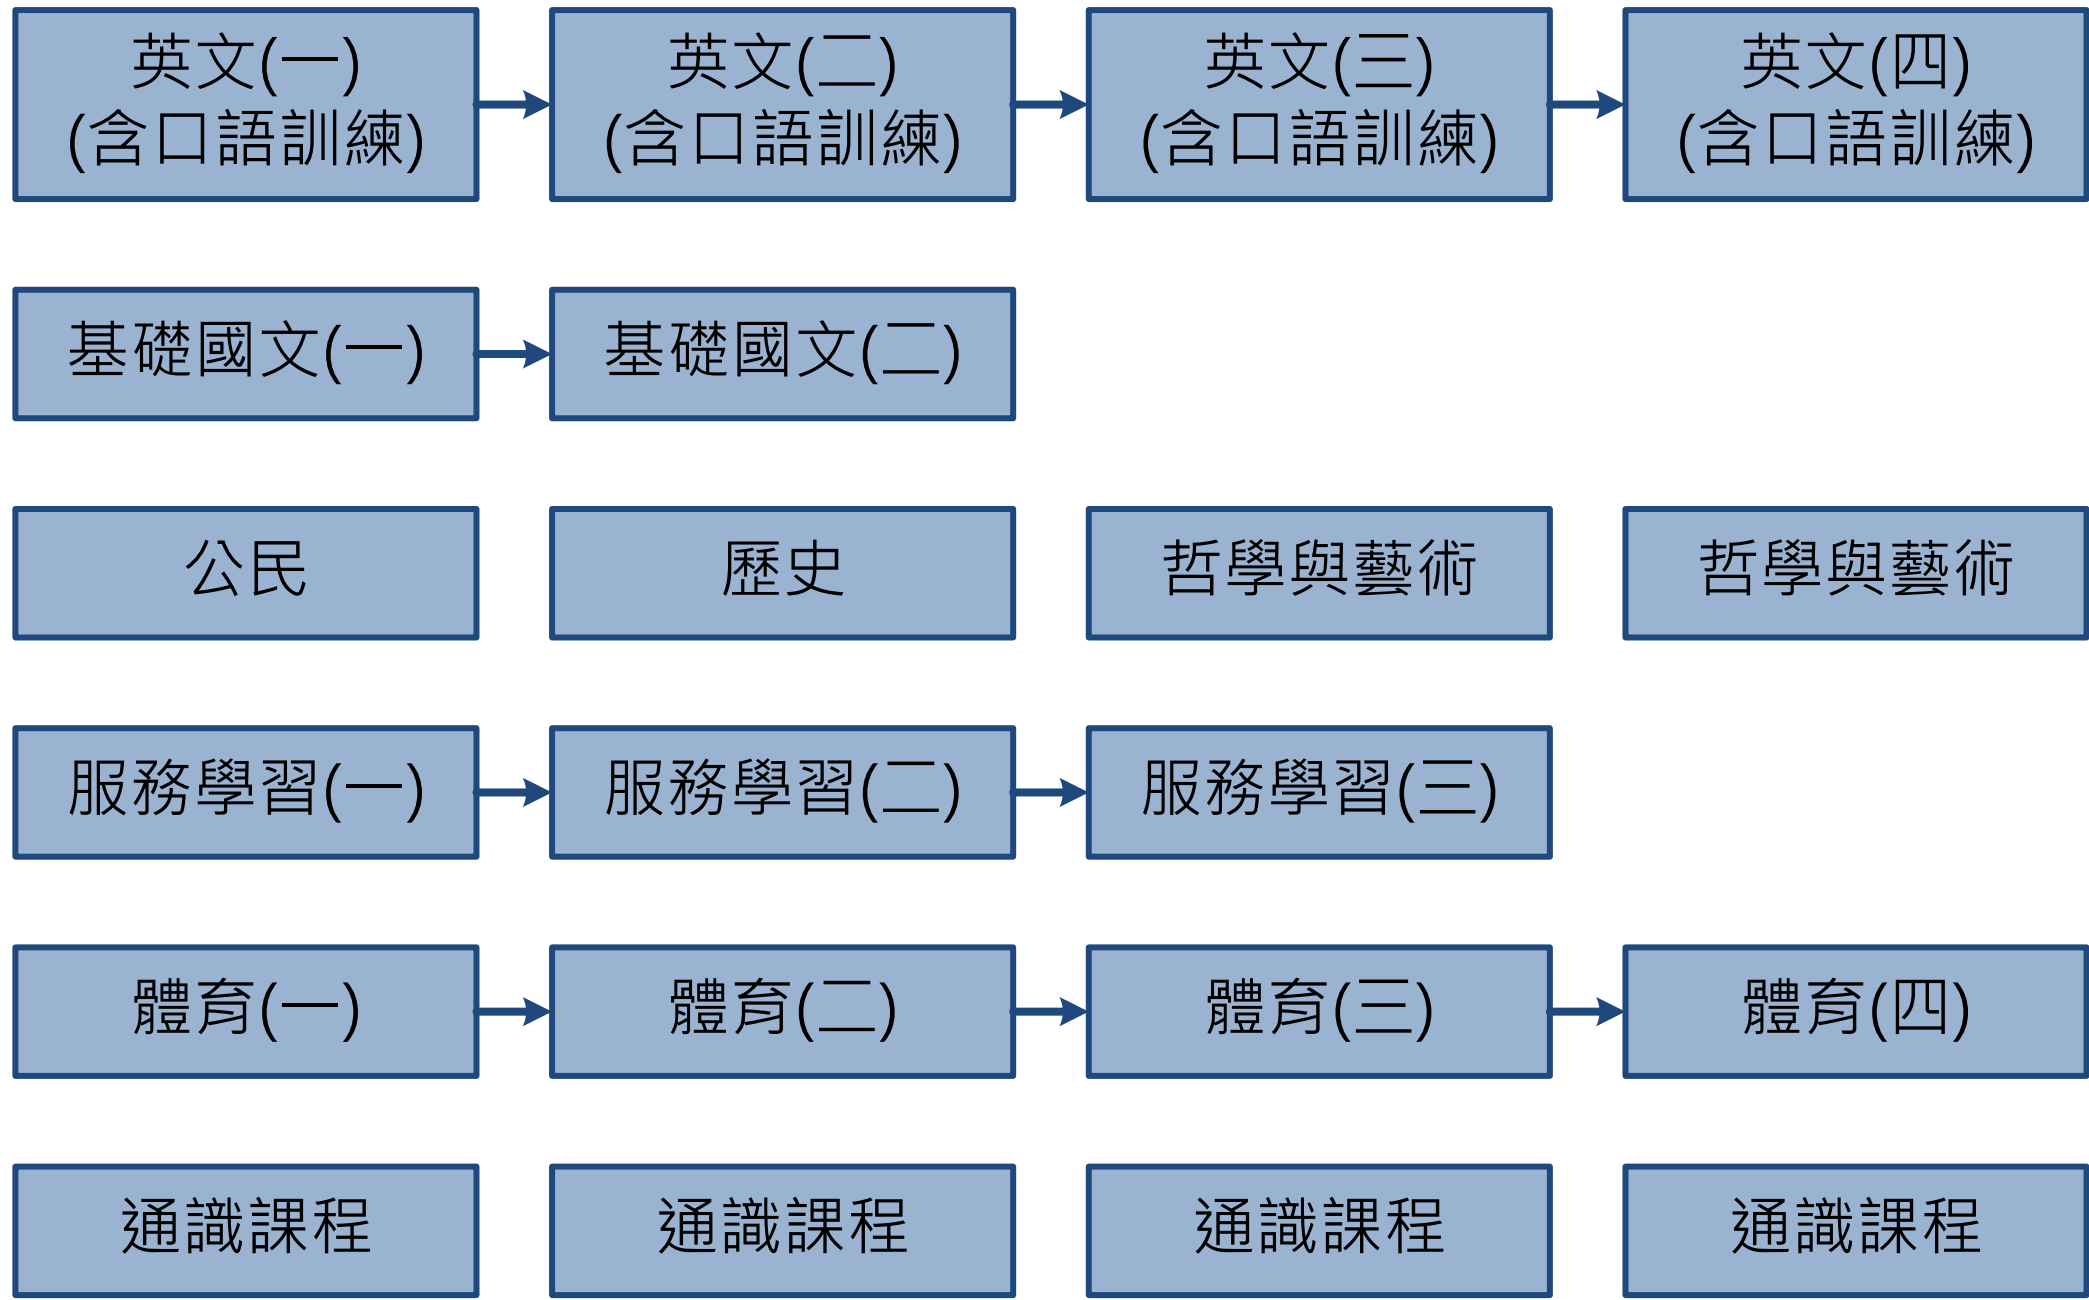 英文(一)
(含口語訓練)
英文(二)
(含口語訓練)
英文(三)
(含口語訓練)
英文(四)
(含口語訓練)
基礎國文(一)
基礎國文(二)
公民
歷史
哲學與藝術
哲學與藝術
服務學習(一)
服務學習(二)
服務學習(三)
體育(一)
體育(二)
體育(三)
體育(四)
通識課程
通識課程
通識課程
通識課程